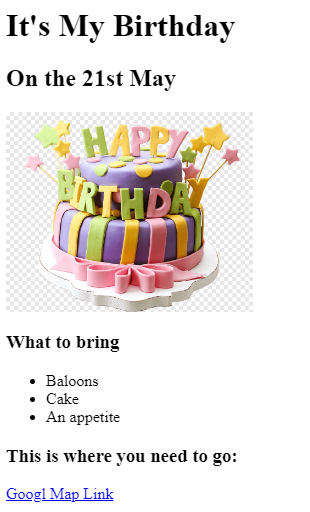 It's My Birthday
On the 21st May
HAPPY
BIRTHDAY
What to bring
Baloons
Cake
An appetite
This is where you need to go:
Googl Map Link